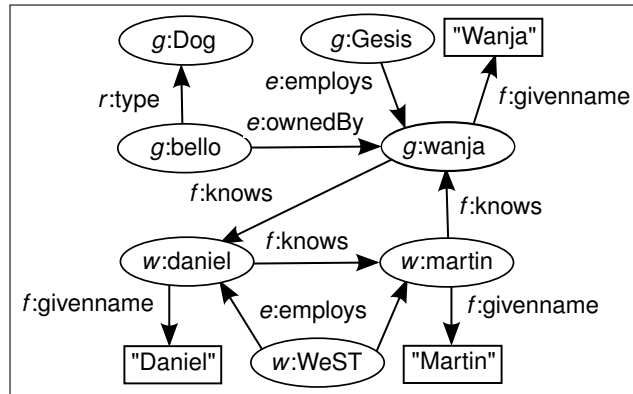 g:Dog
g:Gesis
"Wanja"
r:type
e:employs
f:givenname
e:ownedBy
g:bello
g:wanja
f:knows
f:knows
w:daniel
f:knows
w:martin
f:givenname
e:employs
f:givenname
"Daniel"
w:WeST
"Martin"